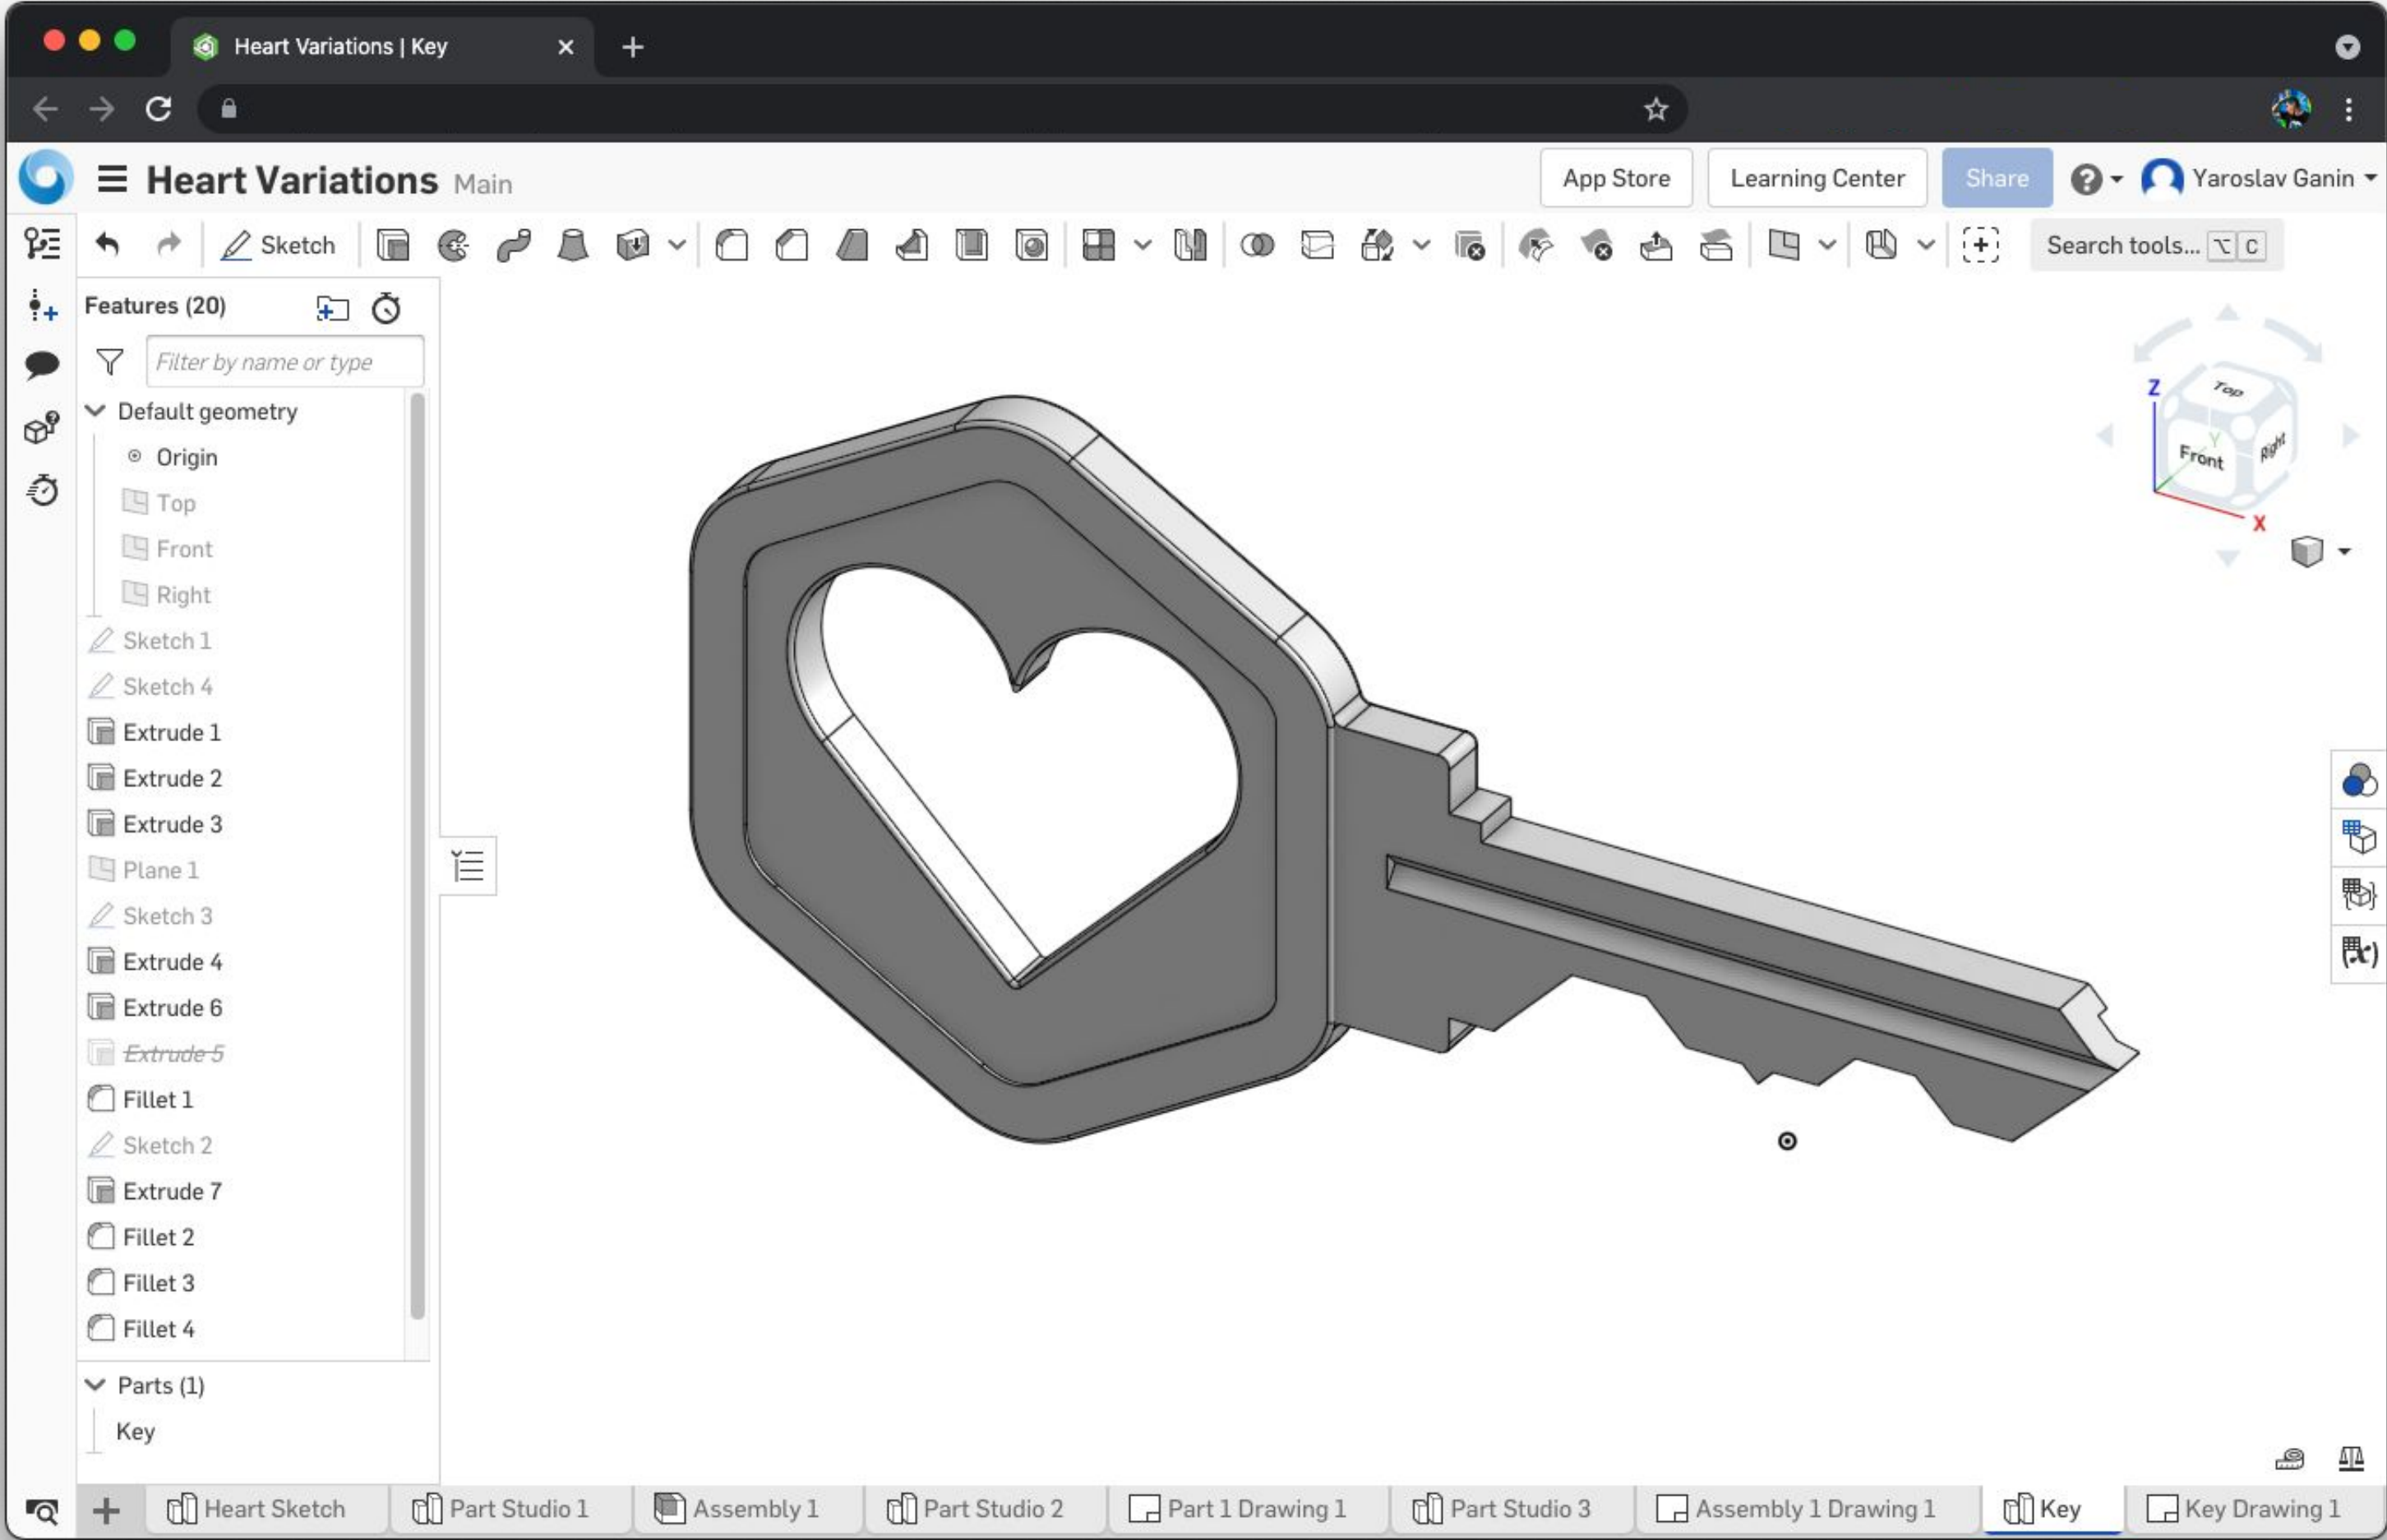 Heart Variations | Key
Heart Variations Main
App Store
Learning Center
Share
Yaroslav Ganin
Sketch
Search tools... ⌥ C
Features (20)
Filter by name or type
Default geometry
Origin
Top
Front
Right
Sketch 1
Sketch 4
Extrude 1
Extrude 2
Extrude 3
Plane 1
Sketch 3
Extrude 4
Extrude 6
Extrude 5
Fillet 1
Sketch 2
Extrude 7
Fillet 2
Fillet 3
Fillet 4
Parts (1)
Key
Z
Top
Y
Front
Right
X
Heart Sketch
Part Studio 1
Assembly 1
Part Studio 2
Part 1 Drawing 1
Part Studio 3
Assembly 1 Drawing 1
Key
Key Drawing 1